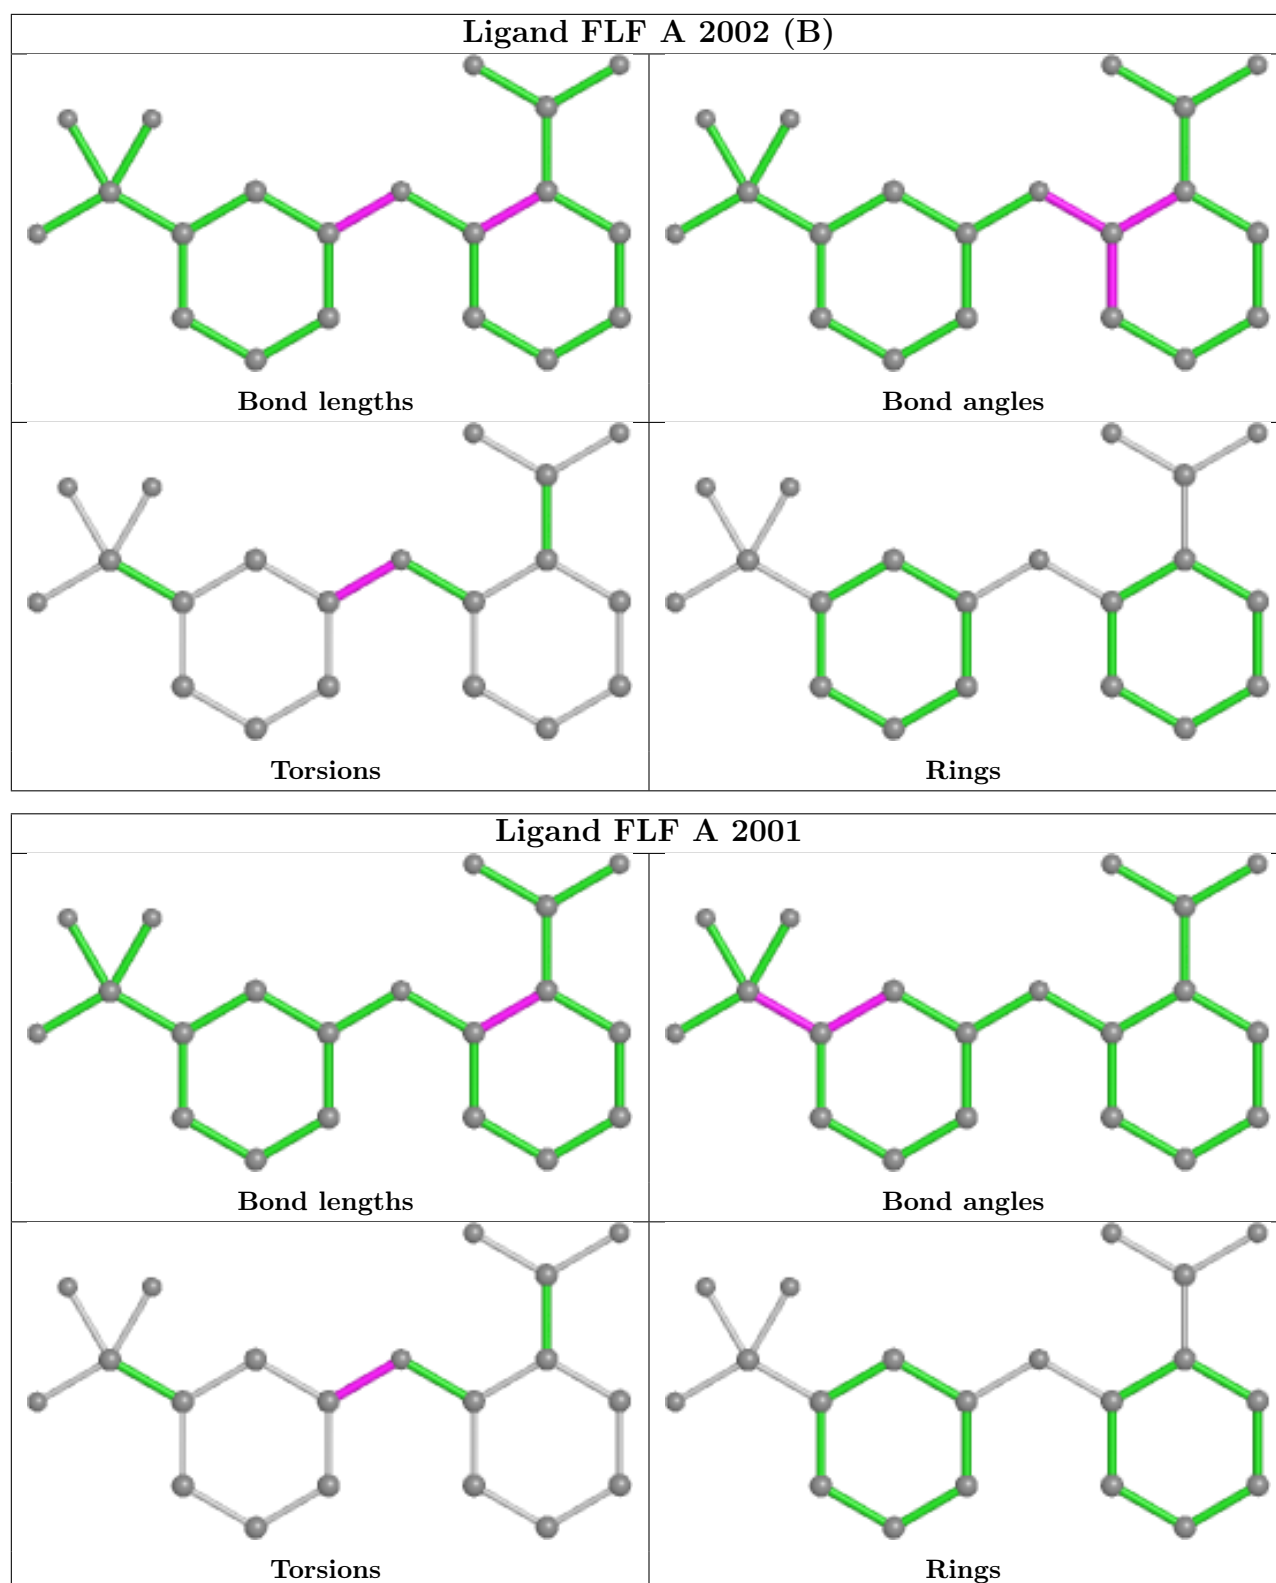 Ligand FLF A 2002 (B)
Bond lengths
Bond angles
Torsions
Rings
Ligand FLF A 2001
Bond lengths
Bond angles
Torsions
Rings